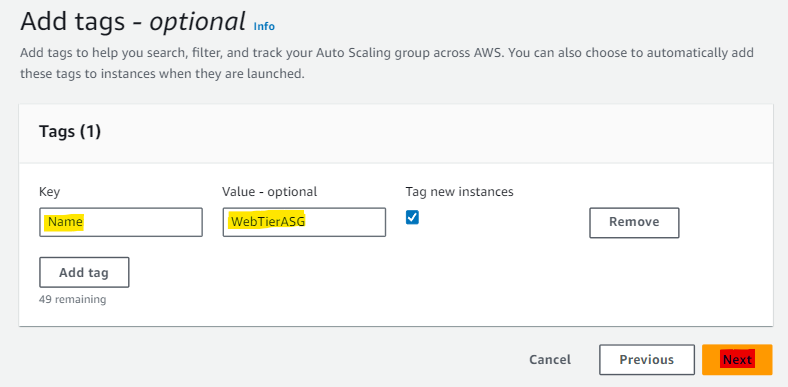 Add tags - optional Info
Add tags to help you search, filter, and track your Auto Scaling group across AWS. You can also choose to automatically add
these tags to instances when they are launched.
Tags (1)
Key Value - optional Tag new instances
Name WebTierASG Remove
Add tag
49 remaining
Cancel Previous Next